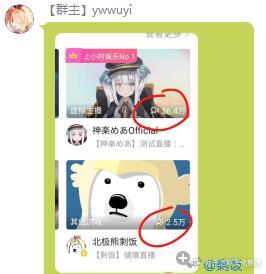 【群主】ywwuyi
查看更多 >
上小时娱乐No.1
虚拟主播
36.4万
神楽めあOfficial
【神楽めあ】测试直播：...
其他游戏
2.5万
北极熊剩饭
【剩饭】健康直播
@剩饭